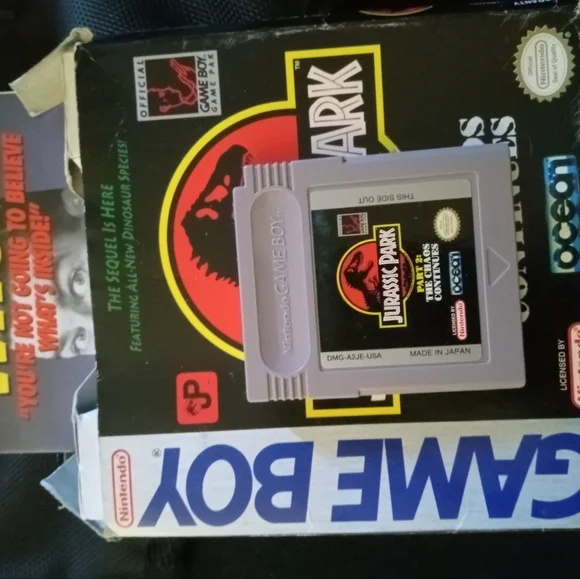 "YOU'RE NOT GOING TO BELIEVE
WHAT'S INSIDE!"
Nintendo
GAME BOY
®
OFFICIAL
GAME BOY
GAME PAK
THE SEQUEL IS HERE
FEATURING ALL-NEW DINOSAUR SPECIES!
JP
ARK
™
Official
Nintendo
Seal of Quality
ocean
LICENSED BY
Nintendo
Nintendo GAME BOY
THIS SIDE OUT
JURASSIC PARK
PART 2:
THE CHAOS
CONTINUES
LICENSED BY
Nintendo
ocean
DMG-A2JE-USA
MADE IN JAPAN